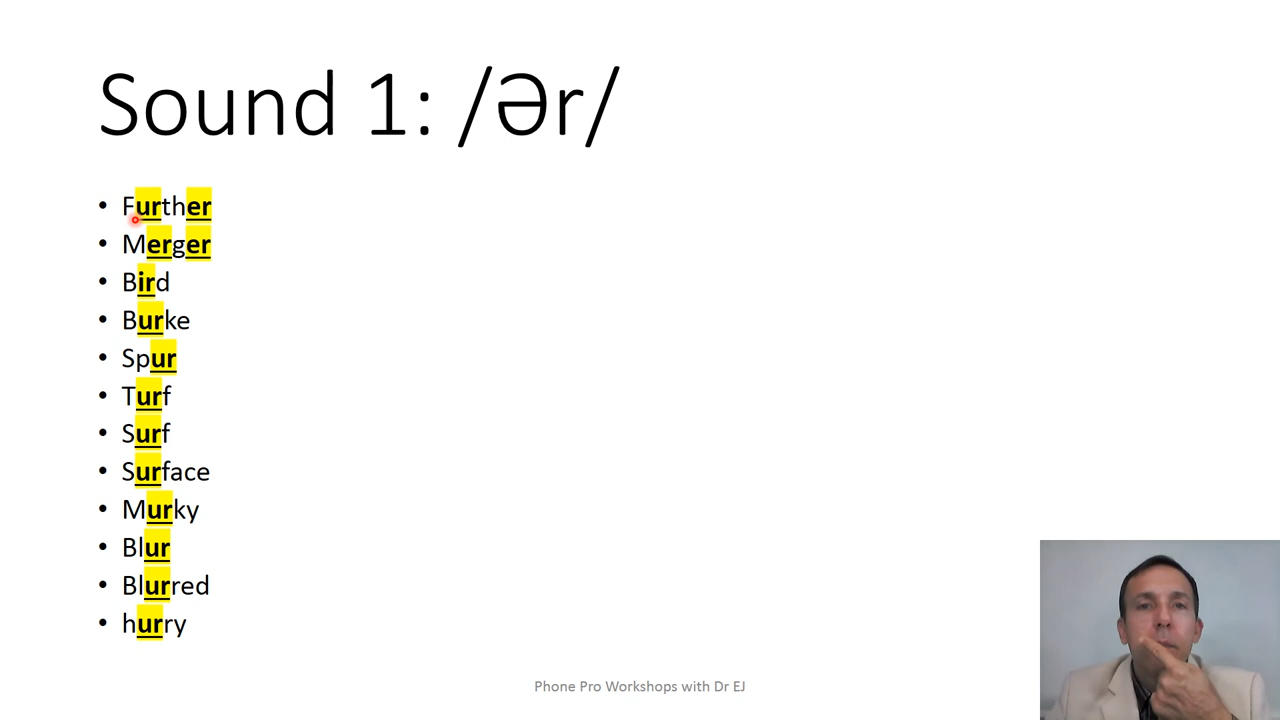 Sound 1: /Ər/
• Further
• Merger
• Bird
• Burke
• Spur
• Turf
• Surf
• Surface
• Murky
• Blur
• Blurred
• hurry
Phone Pro Workshops with Dr EJ